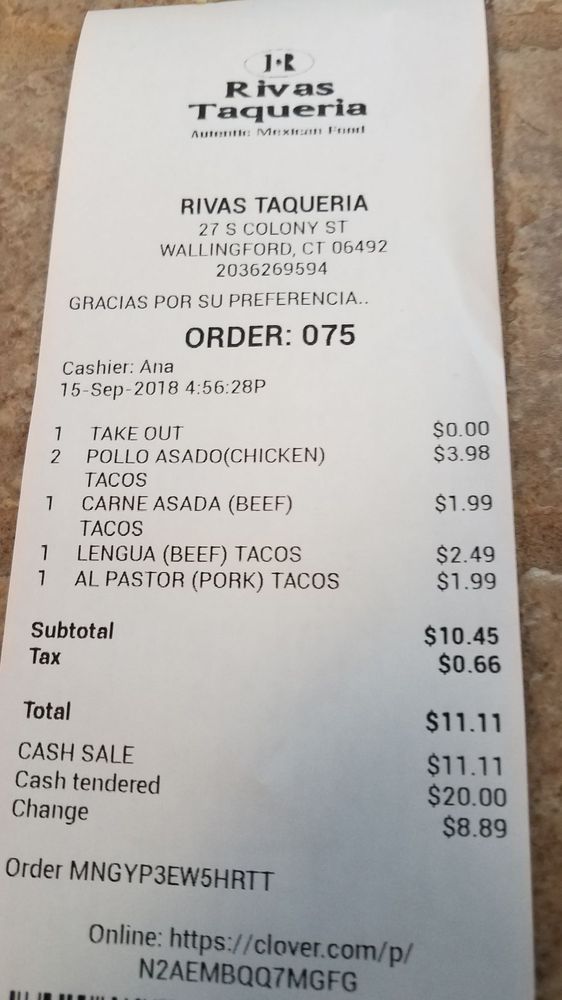 J R
Rivas
Taqueria
Autentic Mexican Food
RIVAS TAQUERIA
27 S COLONY ST
WALLINGFORD, CT 06492
2036269594
GRACIAS POR SU PREFERENCIA..
ORDER: 075
Cashier: Ana
15-Sep-2018 4:56:28P
1 TAKE OUT $0.00
2 POLLO ASADO(CHICKEN) $3.98
TACOS
1 CARNE ASADA (BEEF) $1.99
TACOS
1 LENGUA (BEEF) TACOS $2.49
1 AL PASTOR (PORK) TACOS $1.99
Subtotal $10.45
Tax $0.66
Total $11.11
CASH SALE $11.11
Cash tendered $20.00
Change $8.89
Order MNGYP3EW5HRTT
Online: https://clover.com/p/
N2AEMBQQ7MGFG